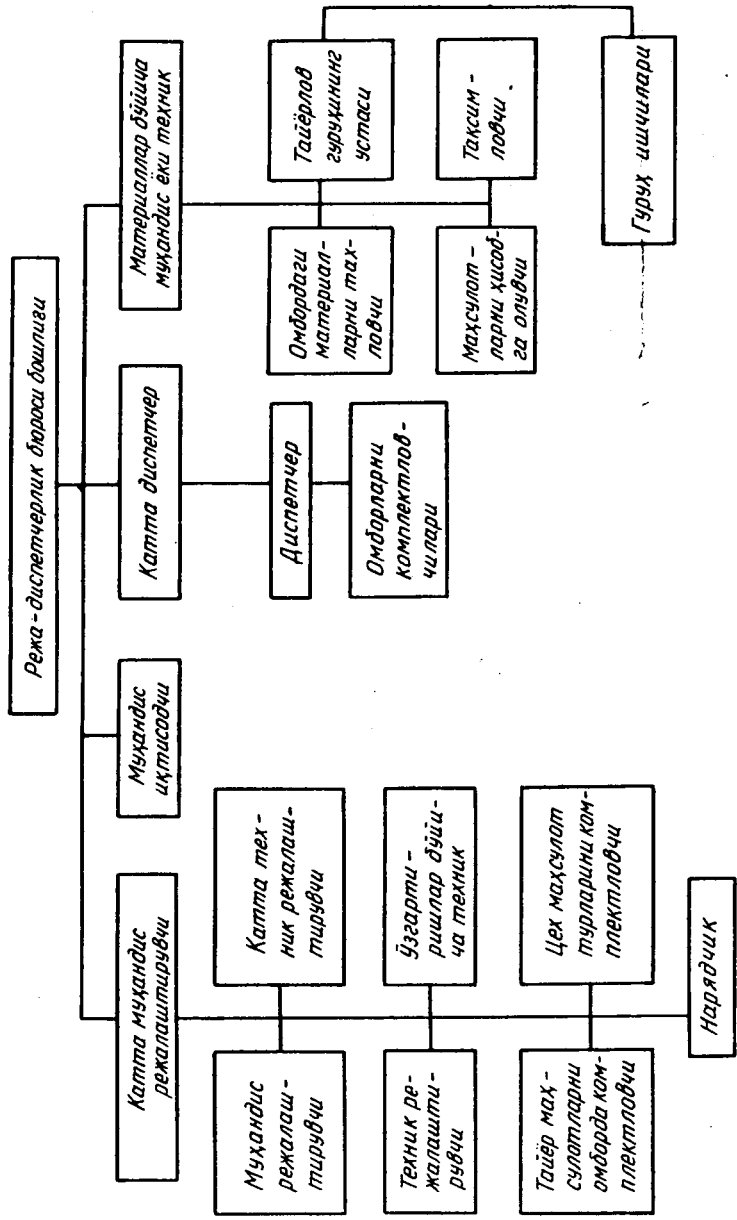 Режа-диспетчерлик бюроси бошлиғи
Катта муҳандис
режалаштирувчи
Муҳандис
иқтисодчи
Катта диспетчер
Материаллар бўйича
муҳандис ёки техник
Муҳандис
режалаш-
тирувчи
Катта тех-
ник режалаш-
тирувчи
Техник ре-
жалашти-
рувчи
Ўзгарти-
ришлар бўйи-
ча техник
Тайёр маҳ-
сулотларни
омборда ком-
плектловчи
Цех маҳсулот
турларини ком-
плектловчи
Нарядчик
Диспетчер
Омборларни
комплектлов-
чилари
Омбордаги
материал-
ларни тах-
ловчи
Тайёрлов
гуруҳининг
устаси
Маҳсулот-
ларни ҳисоб-
га олувчи
Тақсим-
ловчи
Гуруҳ ишчилари